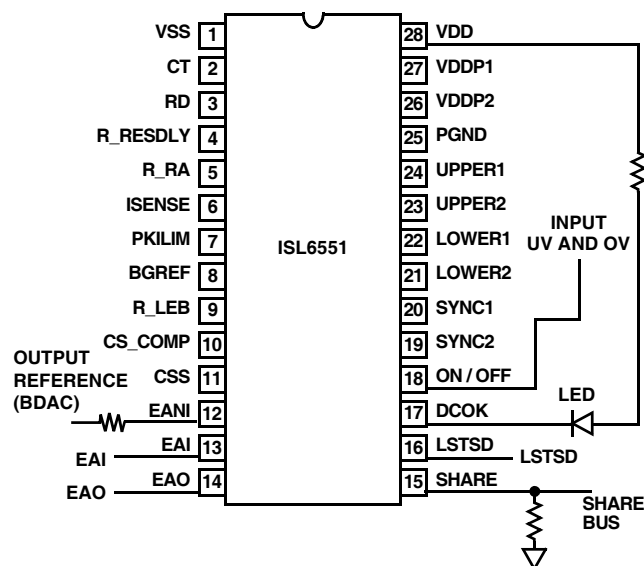 VSS 1
CT 2
RD 3
R_RESDLY 4
R_RA 5
ISENSE 6
PKILIM 7
BGREF 8
R_LEB 9
CS_COMP 10
CSS 11
EANI 12
EAI 13
EAO 14
OUTPUT
REFERENCE
(BDAC)
EAI
EAO
ISL6551
28 VDD
27 VDDP1
26 VDDP2
25 PGND
24 UPPER1
23 UPPER2
22 LOWER1
21 LOWER2
20 SYNC1
19 SYNC2
18 ON / OFF
17 DCOK
16 LSTSD
15 SHARE
INPUT
UV AND OV
LED
LSTSD
SHARE
BUS